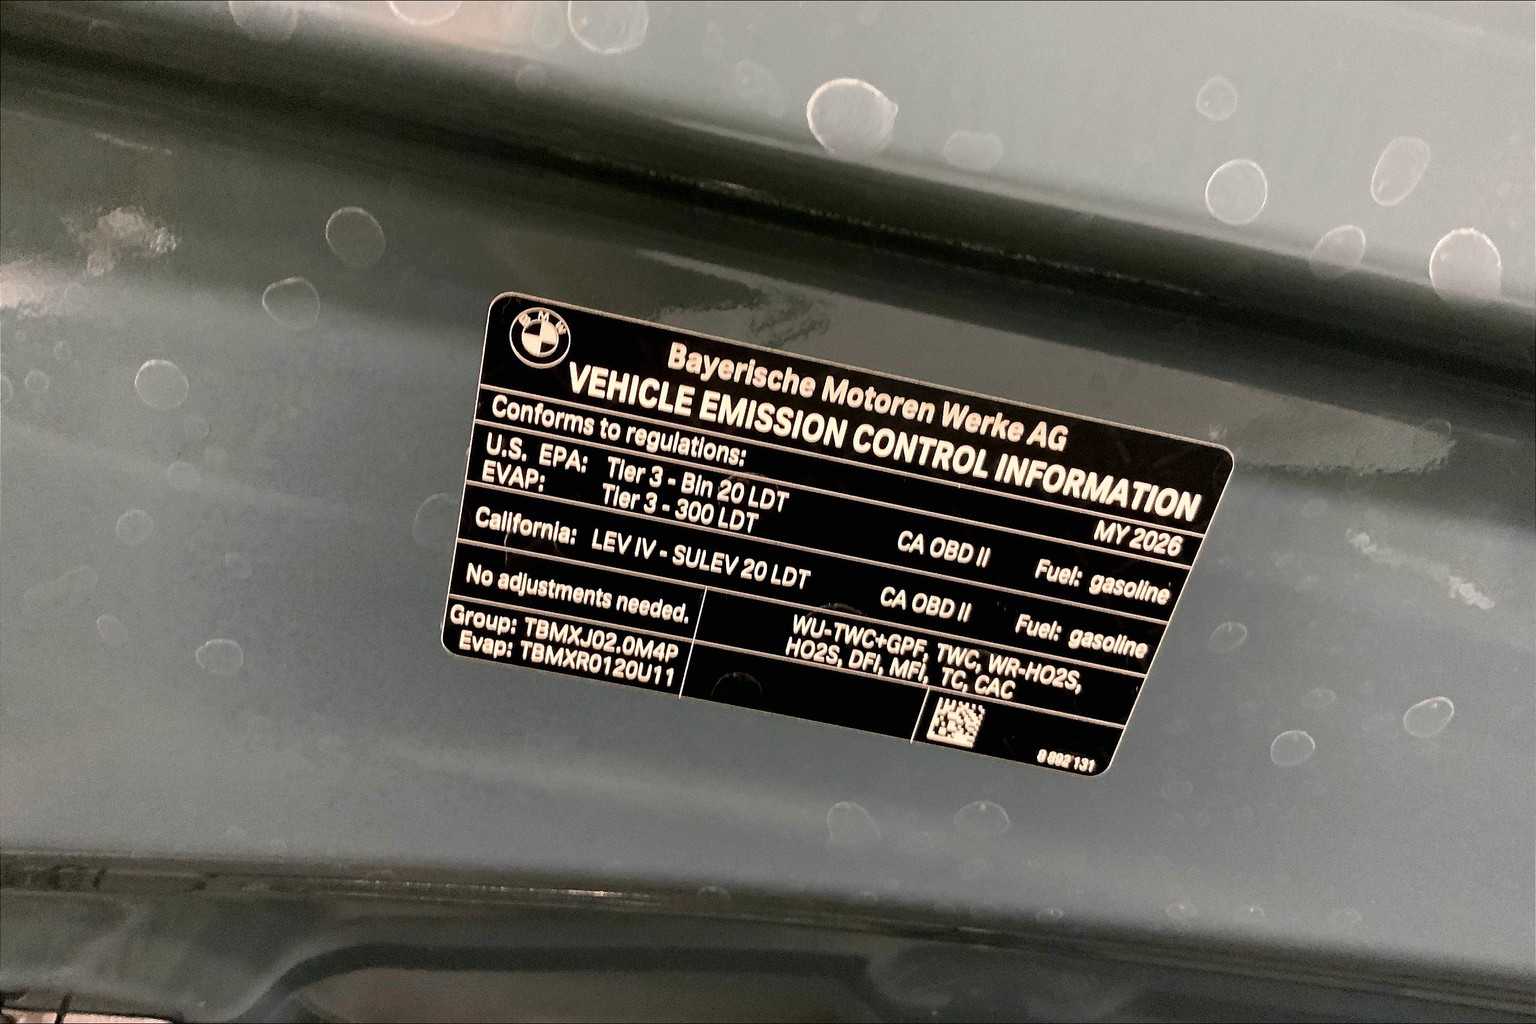 BMW
Bayerische Motoren Werke AG
VEHICLE EMISSION CONTROL INFORMATION
Conforms to regulations:
MY 2026
U.S. EPA: Tier 3 - Bin 20 LDT CA OBD II Fuel: gasoline
EVAP: Tier 3 - 300 LDT
California: LEV IV - SULEV 20 LDT CA OBD II Fuel: gasoline
No adjustments needed.
WU-TWC+GPF, TWC, WR-HO2S,
HO2S, DFI, MFI, TC, CAC
Group: TBMXJ02.0M4P
Evap: TBMXR0120U11